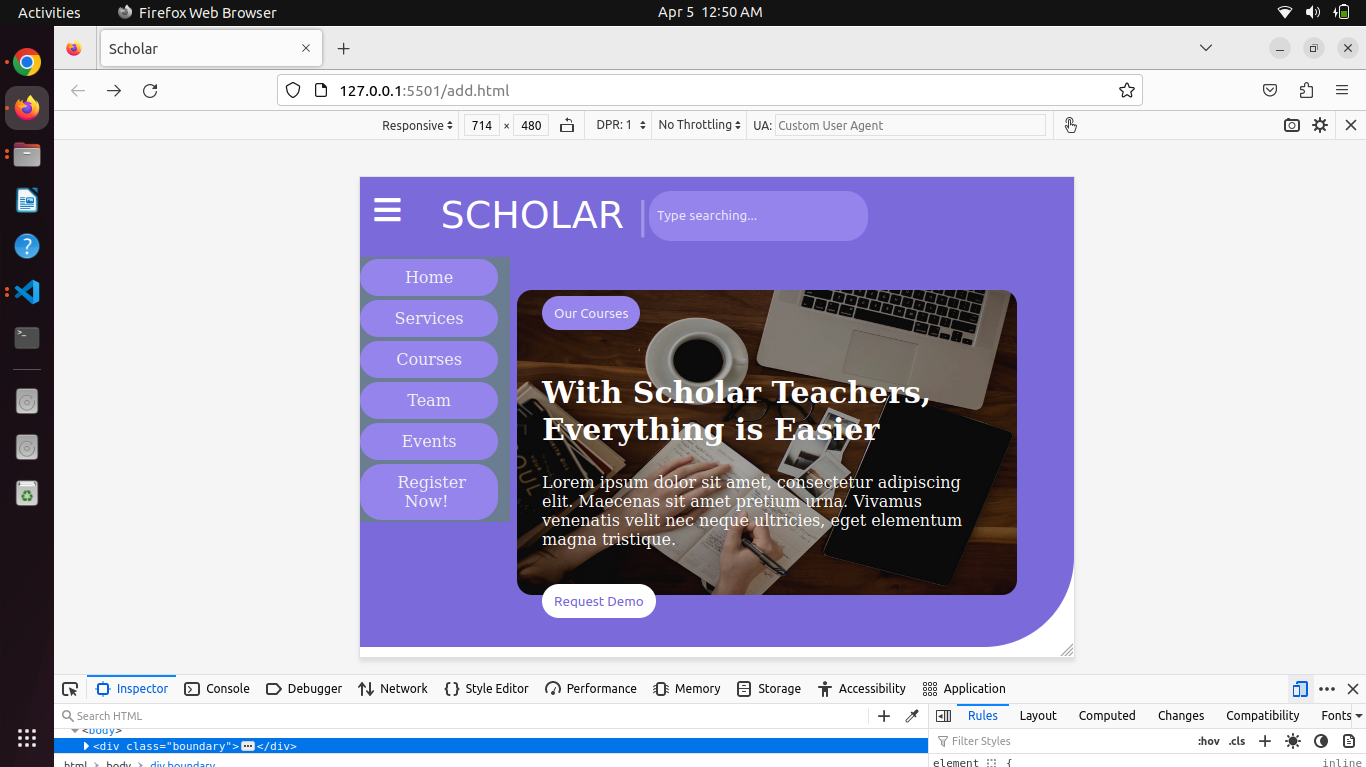 Activities Firefox Web Browser Apr 5 12:50 AM
Scholar
127.0.0.1:5501/add.html
Responsive 714 × 480 DPR: 1 No Throttling UA: Custom User Agent
SCHOLAR Type searching...
Home
Services
Courses
Team
Events
Register
Now!
Our Courses
With Scholar Teachers,
Everything is Easier
Lorem ipsum dolor sit amet, consectetur adipiscing
elit. Maecenas sit amet pretium urna. Vivamus
venenatis velit nec neque ultricies, eget elementum
magna tristique.
Request Demo
Inspector Console Debugger Network Style Editor Performance Memory Storage Accessibility Application
Search HTML
Rules Layout Computed Changes Compatibility Fonts
<body>
<div class="boundary"></div>
Filter Styles :hov .cls
html body div.boundary
element { inline